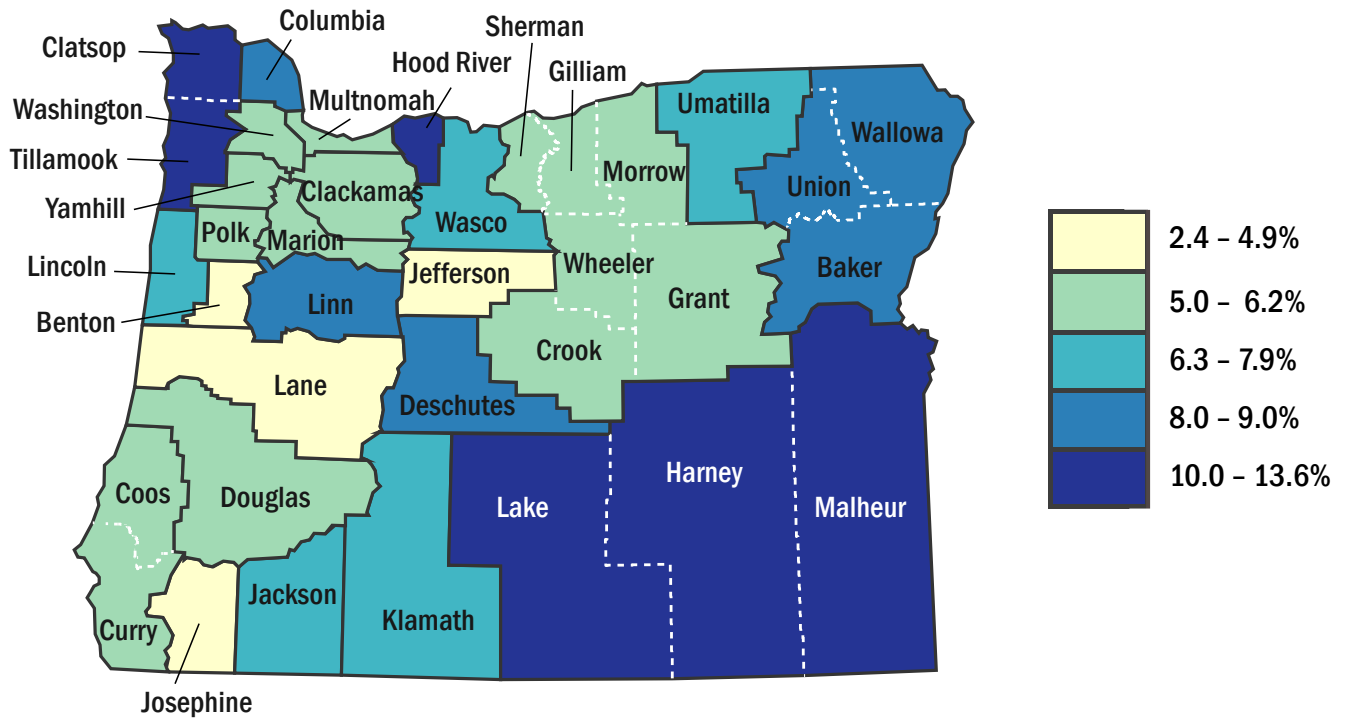 Columbia
Sherman
Clatsop
Hood River
Gilliam
Washington
Multnomah
Umatilla
Wallowa
Tillamook
Morrow
Union
Clackamas
Yamhill
Wasco
Polk
Marion
Lincoln
Jefferson
Wheeler
Baker
Benton
Linn
Grant
Crook
Lane
Deschutes
Coos
Douglas
Lake
Harney
Malheur
Jackson
Klamath
Curry
Josephine
2.4 – 4.9%
5.0 – 6.2%
6.3 – 7.9%
8.0 – 9.0%
10.0 – 13.6%